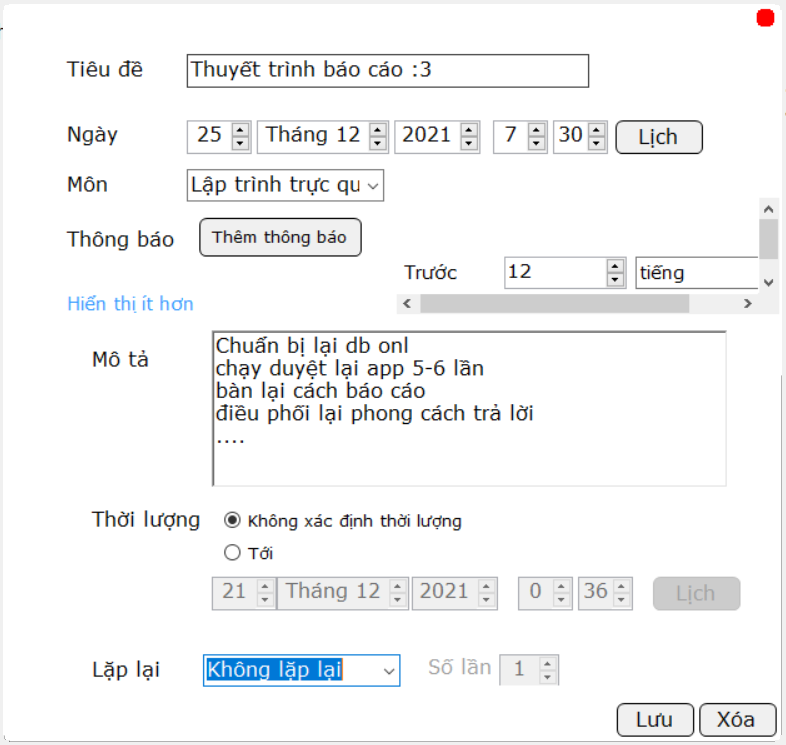 Tiêu đề Thuyết trình báo cáo :3
Ngày 25 Tháng 12 2021 7 30 Lịch
Môn Lập trình trực qu
Thông báo Thêm thông báo
Trước 12 tiếng
Hiển thị ít hơn
Mô tả
Chuẩn bị lại db onl
chạy duyệt lại app 5-6 lần
bàn lại cách báo cáo
điều phối lại phong cách trả lời
....
Thời lượng Không xác định thời lượng
Tới
21 Tháng 12 2021 0 36 Lịch
Lặp lại Không lặp lại Số lần 1
Lưu Xóa